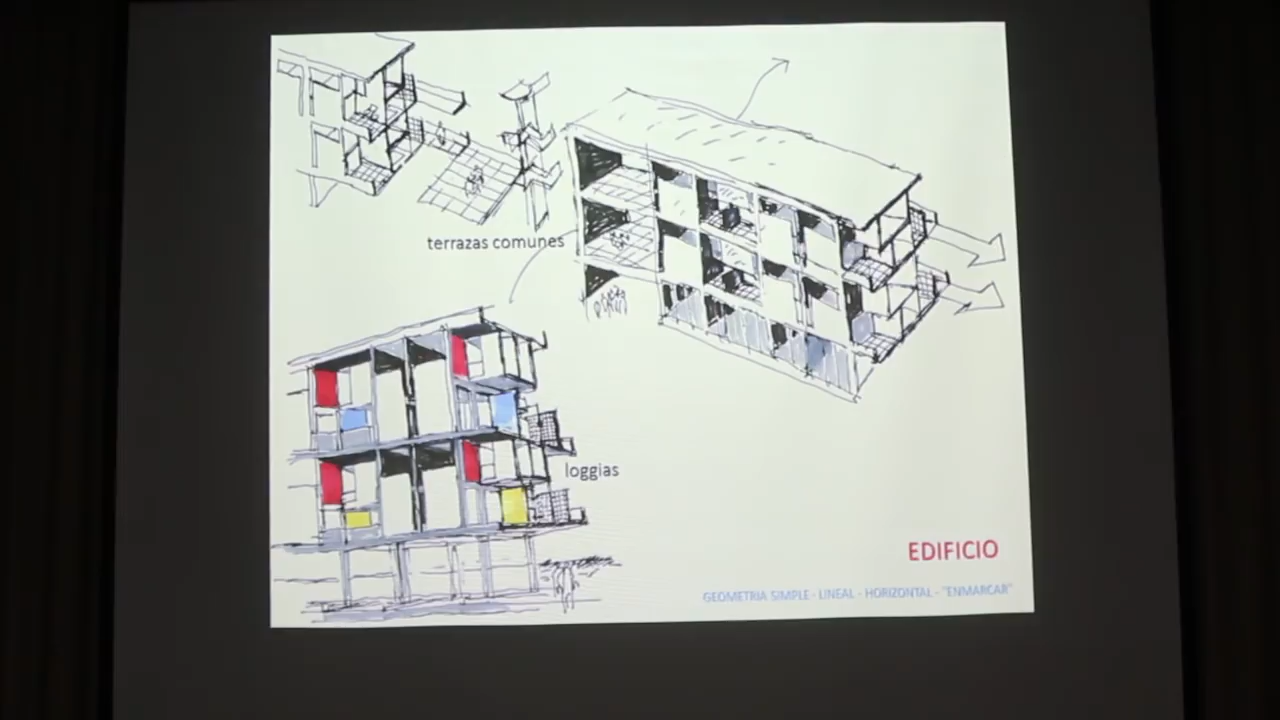 terrazas comunes
loggias
EDIFICIO
GEOMETRIA SIMPLE - LINEAL - HORIZONTAL - "ENMARCAR"